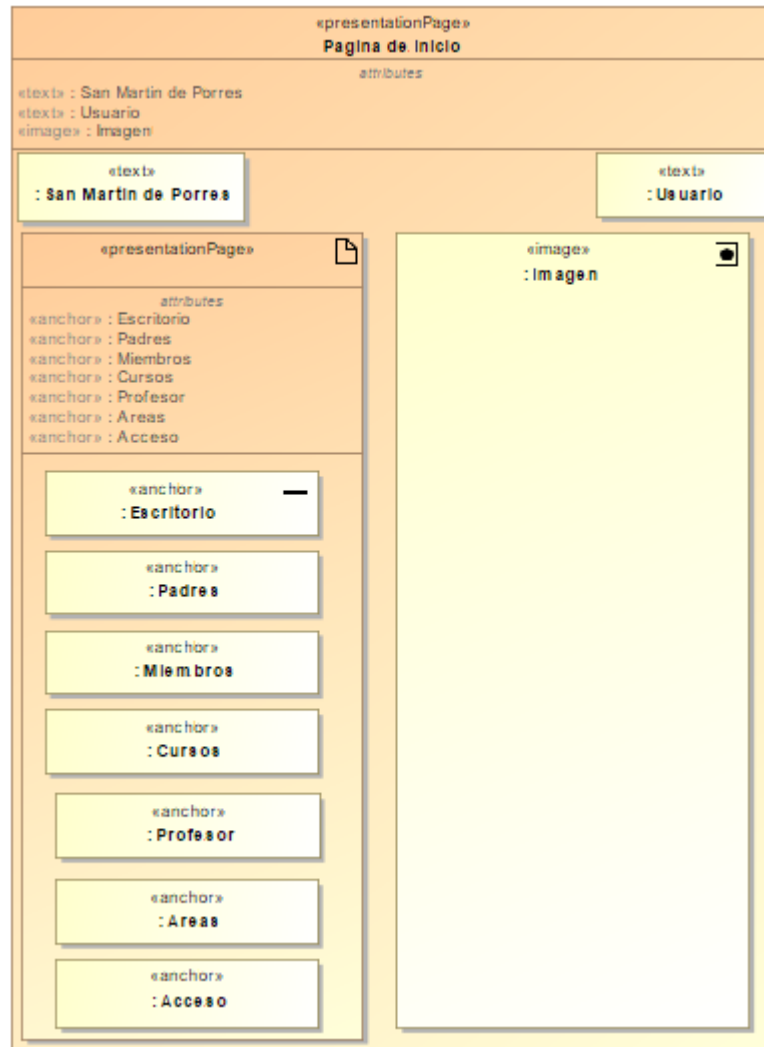 «presentationPage»
Pagina de Inicio
attributes
«text» : San Martin de Porres
«text» : Usuario
«image» : Imagen
«text»
: San Martin de Porres
«text»
: Usuario
«presentationPage»
attributes
«anchor» : Escritorio
«anchor» : Padres
«anchor» : Miembros
«anchor» : Cursos
«anchor» : Profesor
«anchor» : Areas
«anchor» : Acceso
«anchor»
: Escritorio
«anchor»
: Padres
«anchor»
: Miembros
«anchor»
: Cursos
«anchor»
: Profesor
«anchor»
: Areas
«anchor»
: Acceso
«image»
: Imagen